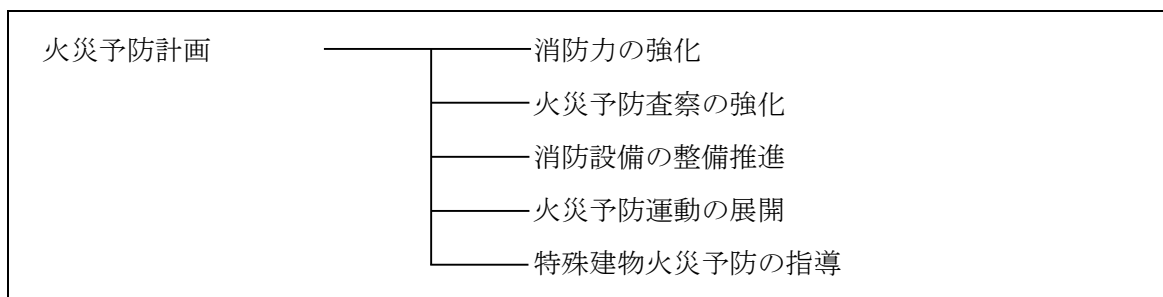 火災予防計画 消防力の強化
火災予防査察の強化
消防設備の整備推進
火災予防運動の展開
特殊建物火災予防の指導